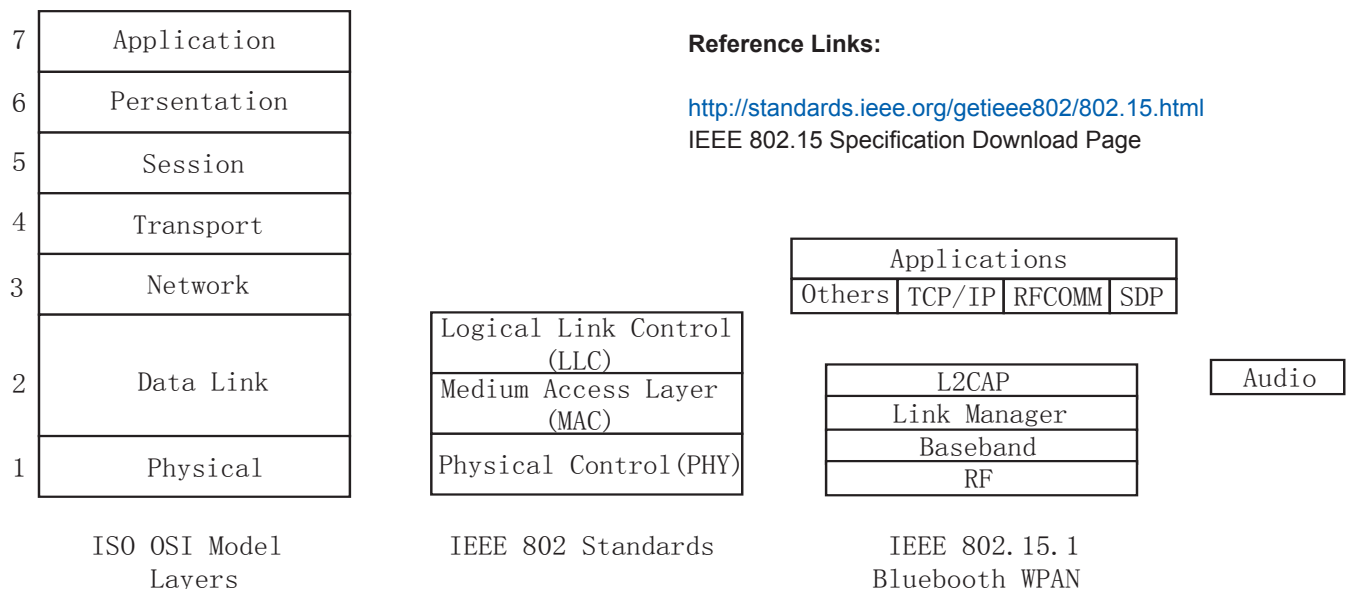 7 Application
6 Persentation
5 Session
4 Transport
3 Network
2 Data Link
1 Physical
ISO OSI Model
Layers
Logical Link Control
(LLC)
Medium Access Layer
(MAC)
Physical Control(PHY)
IEEE 802 Standards
Reference Links:
http://standards.ieee.org/getieee802/802.15.html
IEEE 802.15 Specification Download Page
Applications
Others TCP/IP RFCOMM SDP
L2CAP
Link Manager
Baseband
RF
IEEE 802.15.1
Bluebooth WPAN
Audio